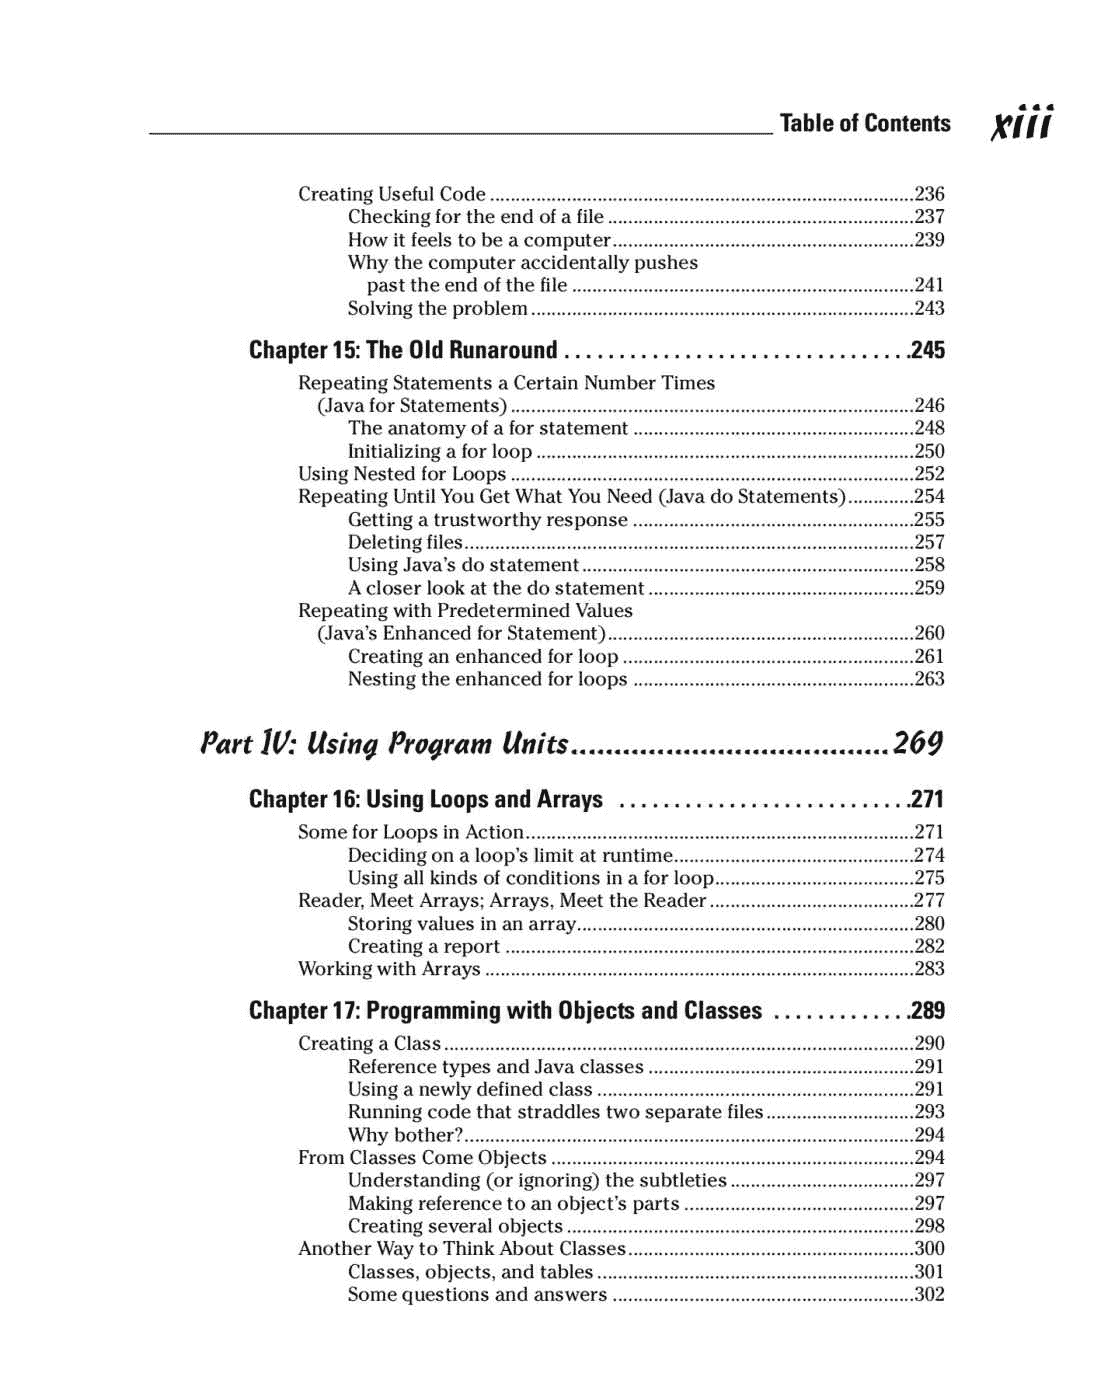 Table of Contents xiii
Creating Useful Code ....................................................................................236
Checking for the end of a file ............................................................237
How it feels to be a computer...........................................................239
Why the computer accidentally pushes
past the end of the file ...................................................................241
Solving the problem...........................................................................243
Chapter 15: The Old Runaround . . . . . . . . . . . . . . . . . . . . . . . . . . . . . . . .245
Repeating Statements a Certain Number Times
(Java for Statements) ...............................................................................246
The anatomy of a for statement .......................................................248
Initializing a for loop ..........................................................................250
Using Nested for Loops ...............................................................................252
Repeating Until You Get What You Need (Java do Statements).............254
Getting a trustworthy response .......................................................255
Deleting files........................................................................................257
Using Java’s do statement.................................................................258
A closer look at the do statement ....................................................259
Repeating with Predetermined Values
(Java’s Enhanced for Statement)............................................................260
Creating an enhanced for loop .........................................................261
Nesting the enhanced for loops .......................................................263
Part IV: Using Program Units....................................269
Chapter 16: Using Loops and Arrays . . . . . . . . . . . . . . . . . . . . . . . . . . .271
Some for Loops in Action............................................................................271
Deciding on a loop’s limit at runtime...............................................274
Using all kinds of conditions in a for loop.......................................275
Reader, Meet Arrays; Arrays, Meet the Reader ........................................277
Storing values in an array..................................................................280
Creating a report ................................................................................282
Working with Arrays ....................................................................................283
Chapter 17: Programming with Objects and Classes . . . . . . . . . . . . .289
Creating a Class............................................................................................290
Reference types and Java classes ....................................................291
Using a newly defined class ..............................................................291
Running code that straddles two separate files.............................293
Why bother?........................................................................................294
From Classes Come Objects .......................................................................294
Understanding (or ignoring) the subtleties ....................................297
Making reference to an object’s parts .............................................297
Creating several objects....................................................................298
Another Way to Think About Classes........................................................300
Classes, objects, and tables ..............................................................301
Some questions and answers ...........................................................302